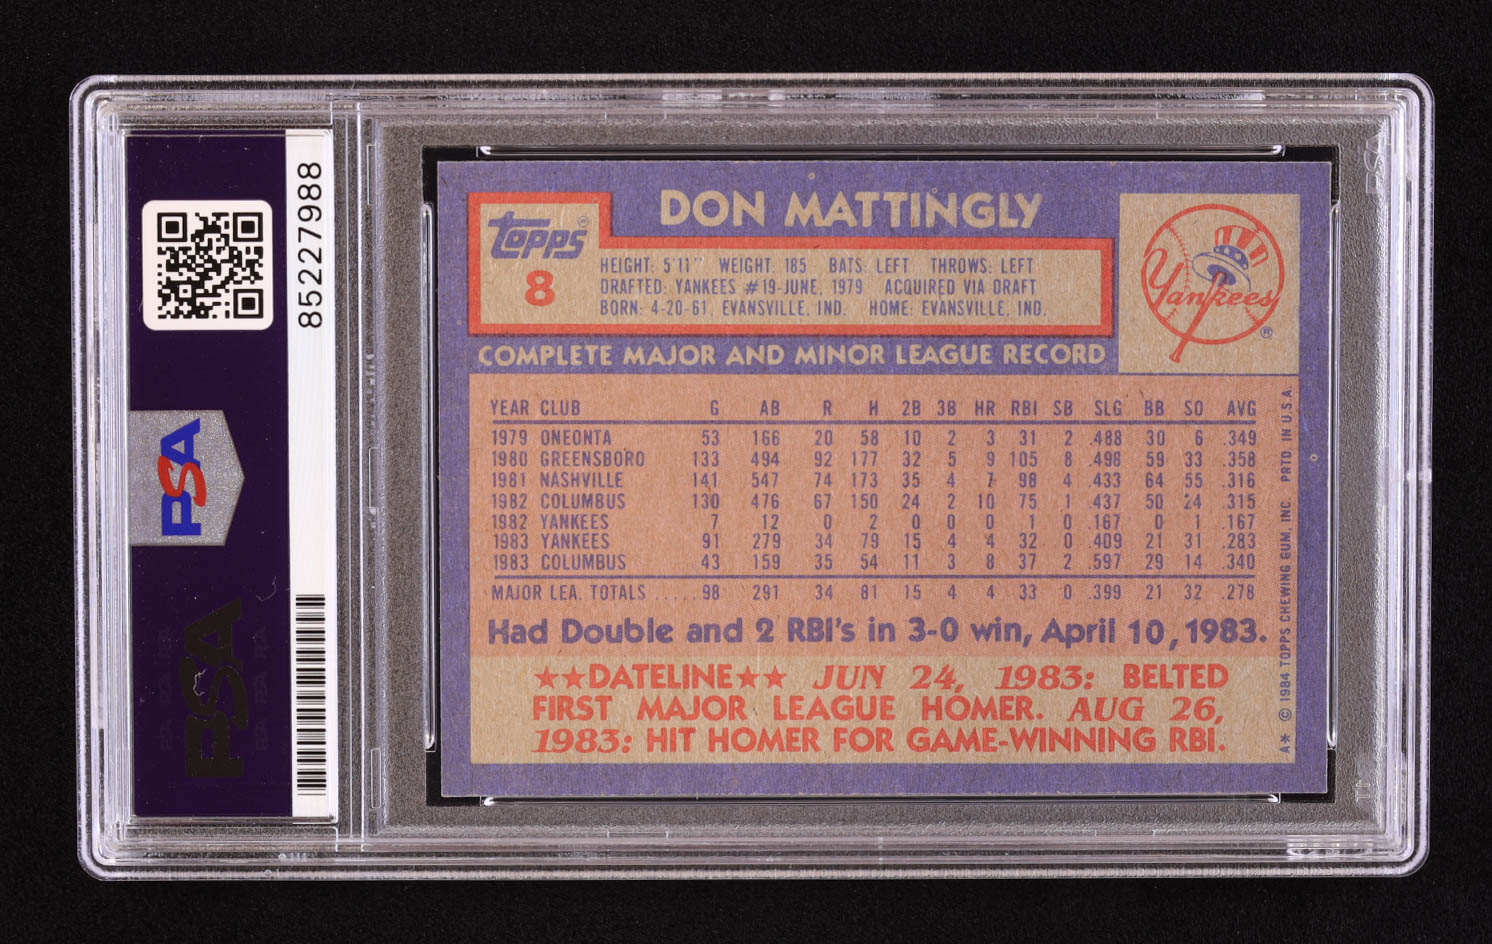 85227988
PSA
PSA
DON MATTINGLY
topps®
8
HEIGHT: 5'11" WEIGHT: 185 BATS: LEFT THROWS: LEFT
DRAFTED: YANKEES #19-JUNE, 1979 ACQUIRED VIA DRAFT
BORN: 4-20-61, EVANSVILLE, IND. HOME: EVANSVILLE, IND.
Yankees
®
COMPLETE MAJOR AND MINOR LEAGUE RECORD
YEAR CLUB G AB R H 2B 3B HR RBI SB SLG BB SO AVG
1979 ONEONTA 53 166 20 58 10 2 3 31 2 .488 30 6 .349
1980 GREENSBORO 133 494 92 177 32 5 9 105 8 .498 59 33 .358
1981 NASHVILLE 141 547 74 173 35 4 7 98 4 .433 64 55 .316
1982 COLUMBUS 130 476 67 150 24 2 10 75 1 .437 50 24 .315
1982 YANKEES 7 12 0 2 0 0 0 1 0 .167 0 1 .167
1983 YANKEES 91 279 34 79 15 4 4 32 0 .409 21 31 .283
1983 COLUMBUS 43 159 35 54 11 3 8 37 2 .597 29 14 .340
MAJOR LEA. TOTALS ..... 98 291 34 81 15 4 4 33 0 .399 21 32 .278
Had Double and 2 RBI's in 3-0 win, April 10, 1983.
★★DATELINE★★ JUN 24, 1983: BELTED
FIRST MAJOR LEAGUE HOMER. AUG 26,
1983: HIT HOMER FOR GAME-WINNING RBI.
A* © 1984 TOPPS CHEWING GUM, INC. PRTD. IN U.S.A.
PSA